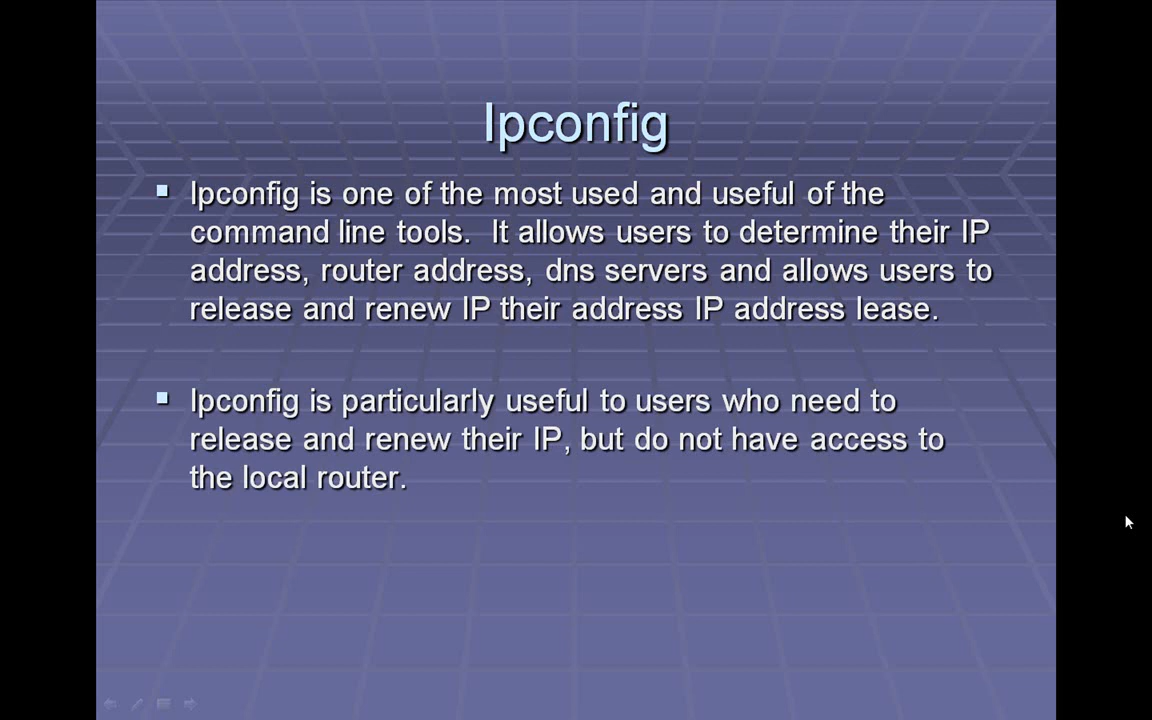 Ipconfig
Ipconfig is one of the most used and useful of the
command line tools.  It allows users to determine their IP
address, router address, dns servers and allows users to
release and renew IP their address IP address lease.
Ipconfig is particularly useful to users who need to
release and renew their IP, but do not have access to
the local router.